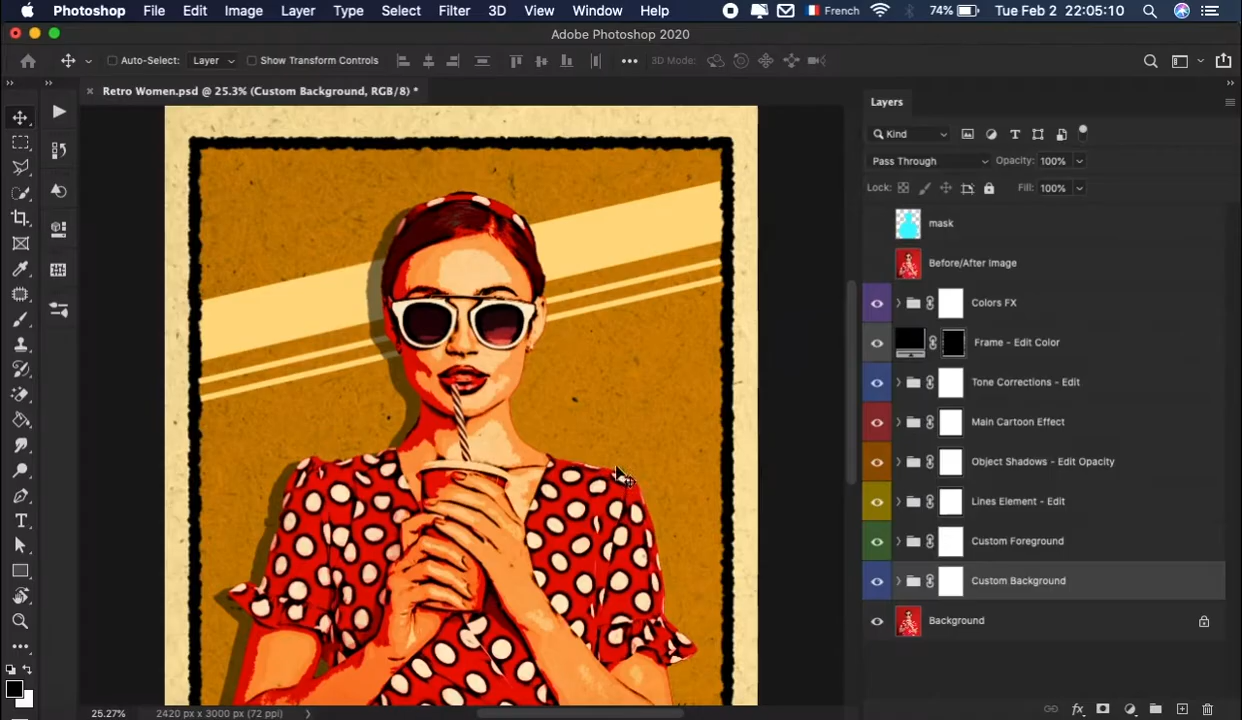 Photoshop File Edit Image Layer Type Select Filter 3D View Window Help French 74% Tue Feb 2 22:05:10
Adobe Photoshop 2020
Auto-Select: Layer Show Transform Controls 3D Mode:
Retro Women.psd @ 25.3% (Custom Background, RGB/8) *
Layers
Kind
Pass Through Opacity: 100%
Lock: Fill: 100%
mask
Before/After Image
Colors FX
Frame - Edit Color
Tone Corrections - Edit
Main Cartoon Effect
Object Shadows - Edit Opacity
Lines Element - Edit
Custom Foreground
Custom Background
Background
25.27% 2420 px x 3000 px (72 ppi)